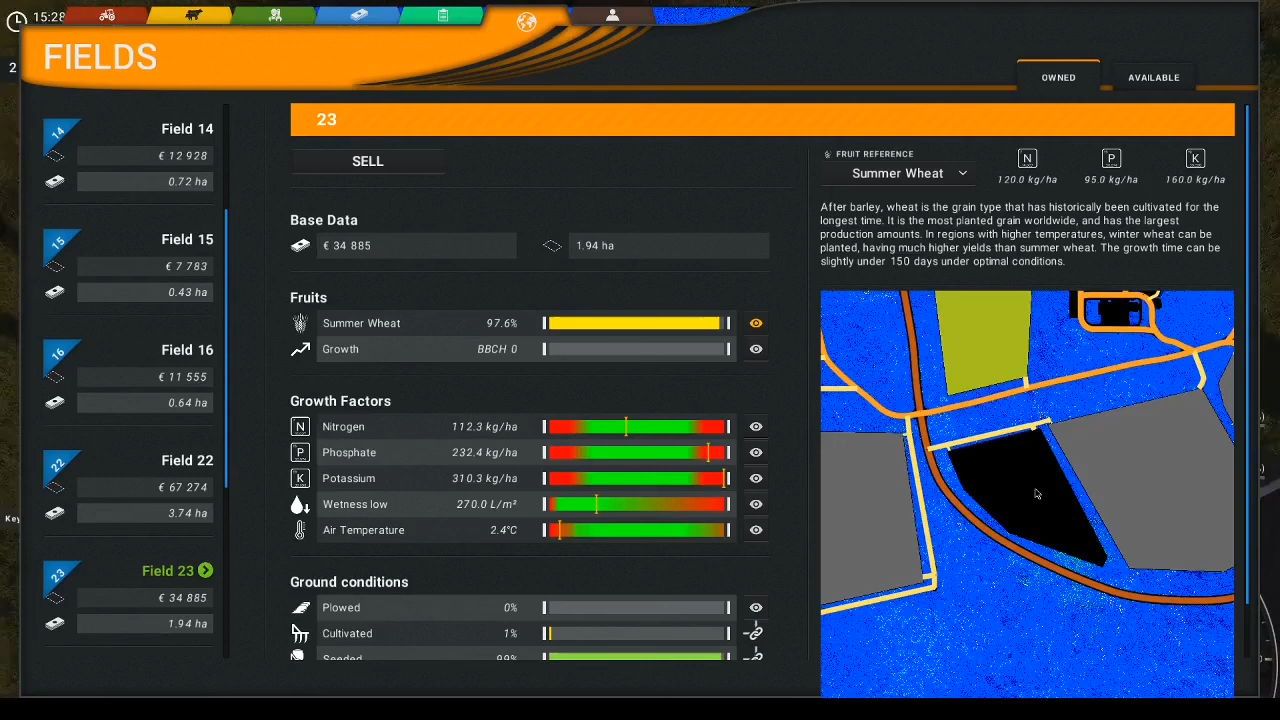 15:28
FIELDS
2
OWNED
AVAILABLE
14
Field 14
€ 12 928
0.72 ha
15
Field 15
€ 7 783
0.43 ha
16
Field 16
€ 11 555
0.64 ha
22
Field 22
€ 67 274
3.74 ha
Key
23
Field 23
€ 34 885
1.94 ha
23
SELL
Base Data
€ 34 885
1.94 ha
Fruits
Summer Wheat 97.6%
Growth BBCH 0
Growth Factors
N Nitrogen 112.3 kg/ha
P Phosphate 232.4 kg/ha
K Potassium 310.3 kg/ha
Wetness low 270.0 L/m²
Air Temperature 2.4°C
Ground conditions
Plowed 0%
Cultivated 1%
Seeded 99%
FRUIT REFERENCE
Summer Wheat
N P K
120.0 kg/ha 95.0 kg/ha 160.0 kg/ha
After barley, wheat is the grain type that has historically been cultivated for the
longest time. It is the most planted grain worldwide, and has the largest
production amounts. In regions with higher temperatures, winter wheat can be
planted, having much higher yields than summer wheat. The growth time can be
slightly under 150 days under optimal conditions.